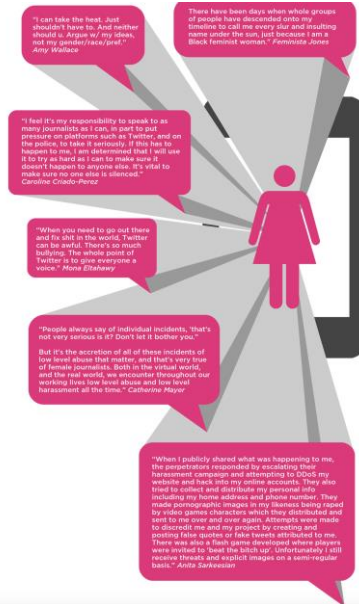 "I can take the heat. Just
shouldn't have to. And neither
should u. Argue w/ my ideas,
not my gender/race/pref."
Amy Wallace
There have been days when whole groups
of people have descended onto my
timeline to call me every slur and insulting
name under the sun, just because I am a
Black feminist woman." Feminista Jones
"I feel it's my responsibility to speak to as
many journalists as I can, in part to put
pressure on platforms such as Twitter, and on
the police, to take it seriously. If this has to
happen to me, I am determined that I will use
it to try as hard as I can to make sure it
doesn't happen to anyone else. It's vital to
make sure no one else is silenced."
Caroline Criado-Perez
"When you need to go out there
and fix shit in the world, Twitter
can be awful. There's so much
bullying. The whole point of
Twitter is to give everyone a
voice." Mona Eltahawy
"People always say of individual incidents, 'that's
not very serious is it? Don't let it bother you."
But it's the accretion of all of these incidents of
low level abuse that matter, and that's very true
of female journalists. Both in the virtual world,
and the real world, we encounter throughout our
working lives low level abuse and low level
harassment all the time." Catherine Mayer
"When I publicly shared what was happening to me,
the perpetrators responded by escalating their
harassment campaign and attempting to DDoS my
website and hack into my online accounts. They also
tried to collect and distribute my personal info
including my home address and phone number. They
made pornographic images in my likeness being raped
by video games characters which they distributed and
sent to me over and over again. Attempts were made
to discredit me and my project by creating and
posting false quotes or fake tweets attributed to me.
There was also a flash game developed where players
were invited to 'beat the bitch up'. Unfortunately I still
receive threats and explicit images on a semi-regular
basis." Anita Sarkeesian